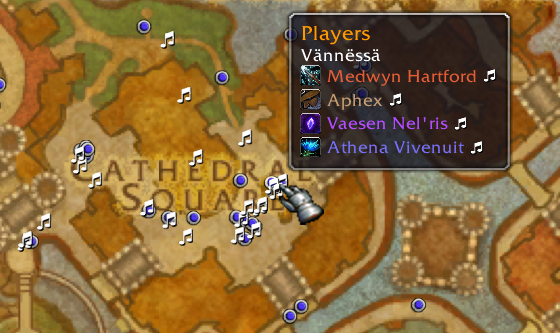 Players
Vännëssä
Medwyn Hartford
Aphex
Vaesen Nel'ris
Athena Vivenuit
CATHEDRAL
SQUARE